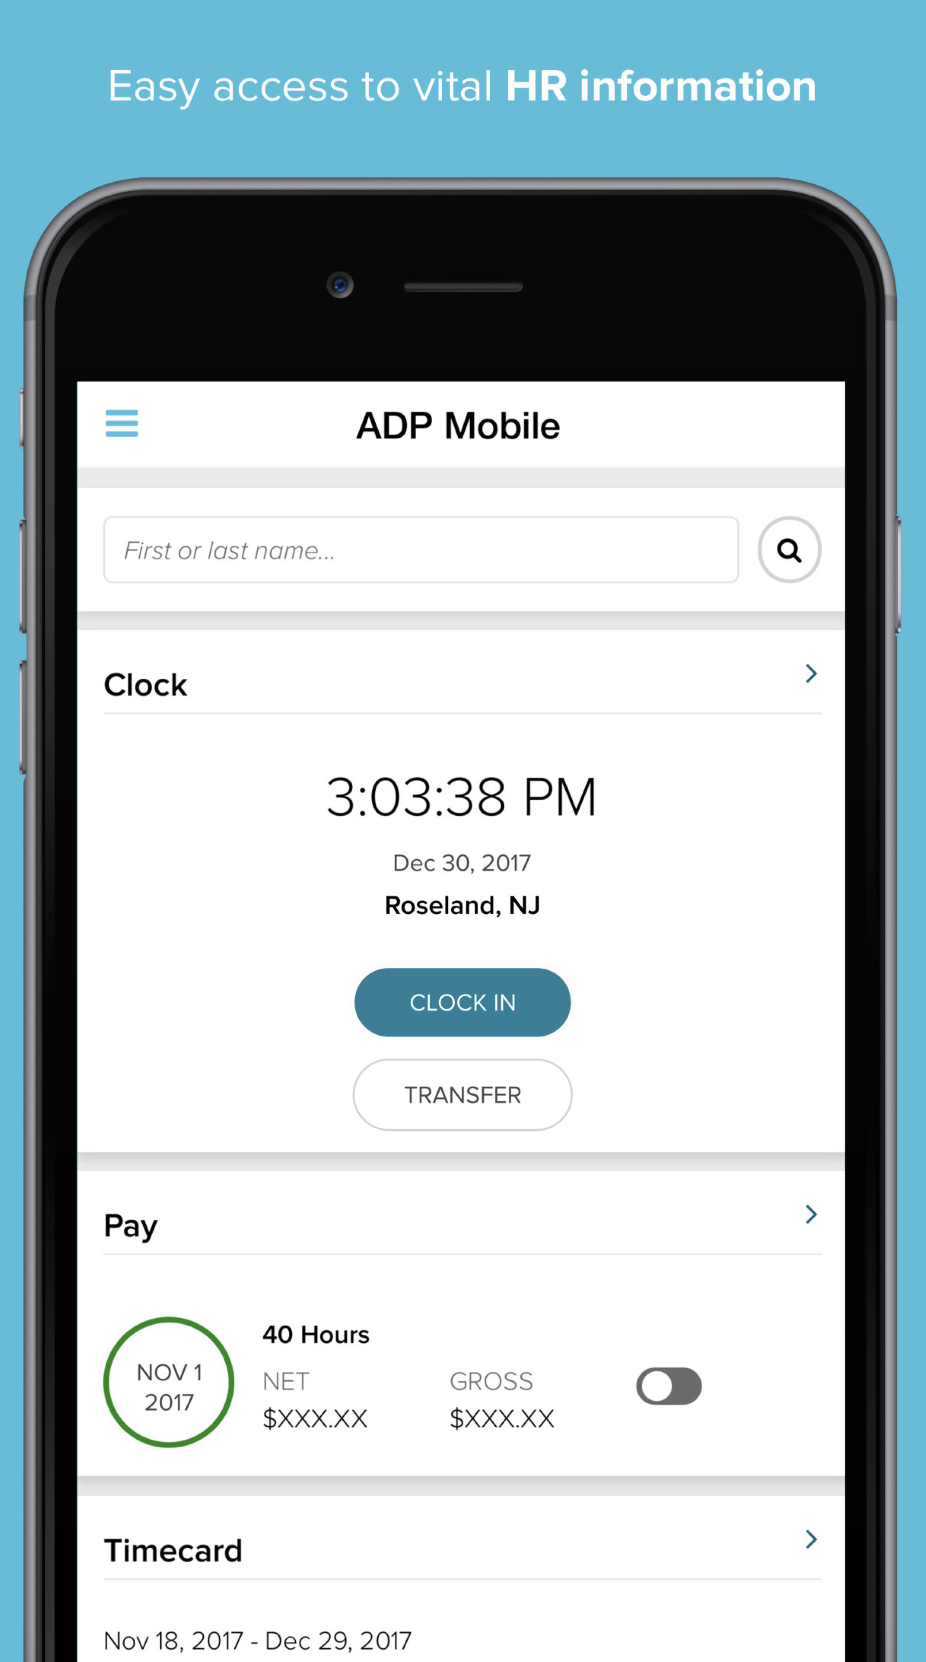 Easy access to vital HR information
ADP Mobile
First or last name...
Clock
3:03:38 PM
Dec 30, 2017
Roseland, NJ
CLOCK IN
TRANSFER
Pay
NOV 1
2017
40 Hours
NET
GROSS
$XXX.XX
$XXX.XX
Timecard
Nov 18, 2017 - Dec 29, 2017